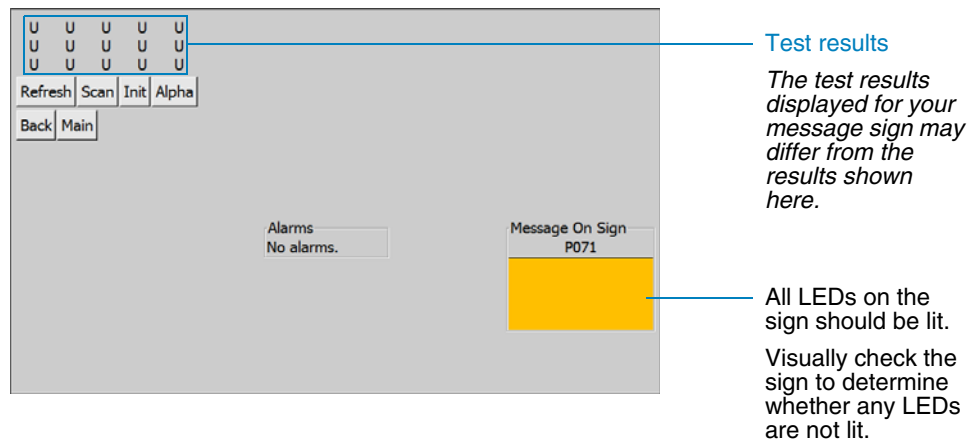 U U U U U
U U U U U
U U U U U
Refresh Scan Init Alpha
Back Main
Alarms
No alarms.
Message On Sign
P071
Test results
The test results
displayed for your
message sign may
differ from the
results shown
here.
All LEDs on the
sign should be lit.
Visually check the
sign to determine
whether any LEDs
are not lit.